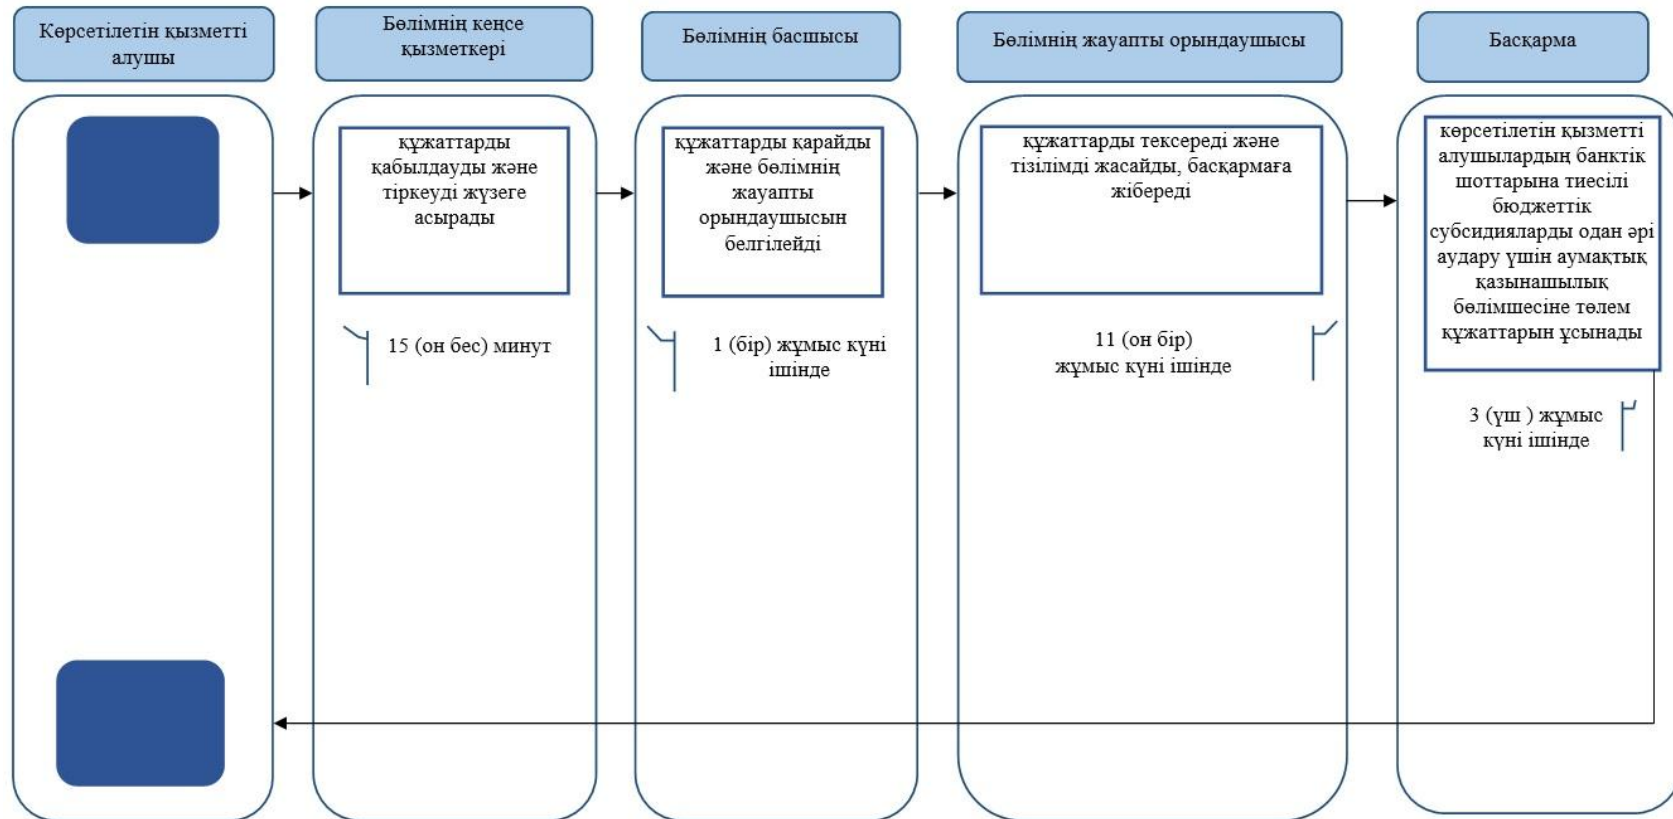 Көрсетілетін қызметті
алушы
Бөлімнің кеңсе
қызметкері
Бөлімнің басшысы
Бөлімнің жауапты орындаушысы
Басқарма
құжаттарды
қабылдауды және
тіркеуді жүзеге
асырады
15 (он бес) минут
құжаттарды қарайды
және бөлімнің
жауапты
орындаушысын
белгілейді
1 (бір) жұмыс күні
ішінде
құжаттарды тексереді және
тізілімді жасайды, басқармаға
жібереді
11 (он бір)
жұмыс күні ішінде
көрсетілетін қызметті
алушылардың банктік
шоттарына тиесілі
бюджеттік
субсидияларды одан әрі
аудару үшін аумақтық
қазынашылық
бөлімшесіне төлем
құжаттарын ұсынады
3 (үш ) жұмыс
күні ішінде